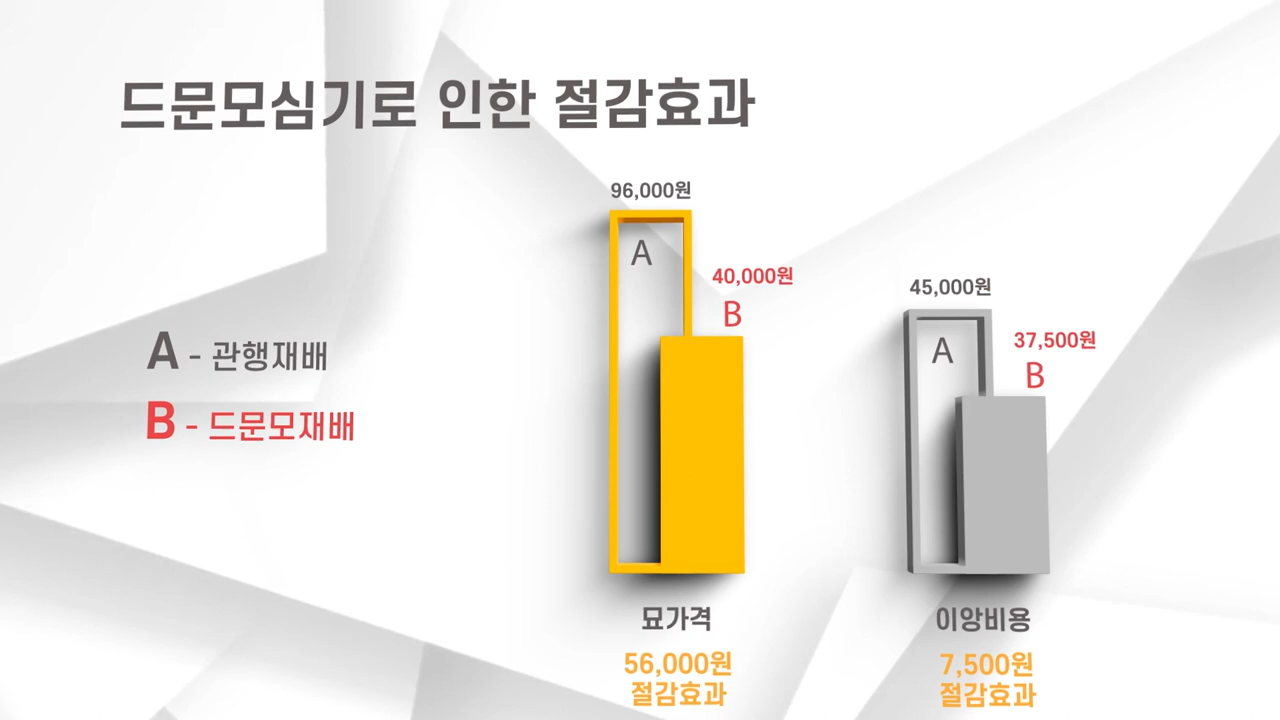 드문모심기로 인한 절감효과
A - 관행재배
B - 드문모재배
96,000원
A
40,000원
B
묘가격
56,000원
절감효과
45,000원
A
37,500원
B
이앙비용
7,500원
절감효과